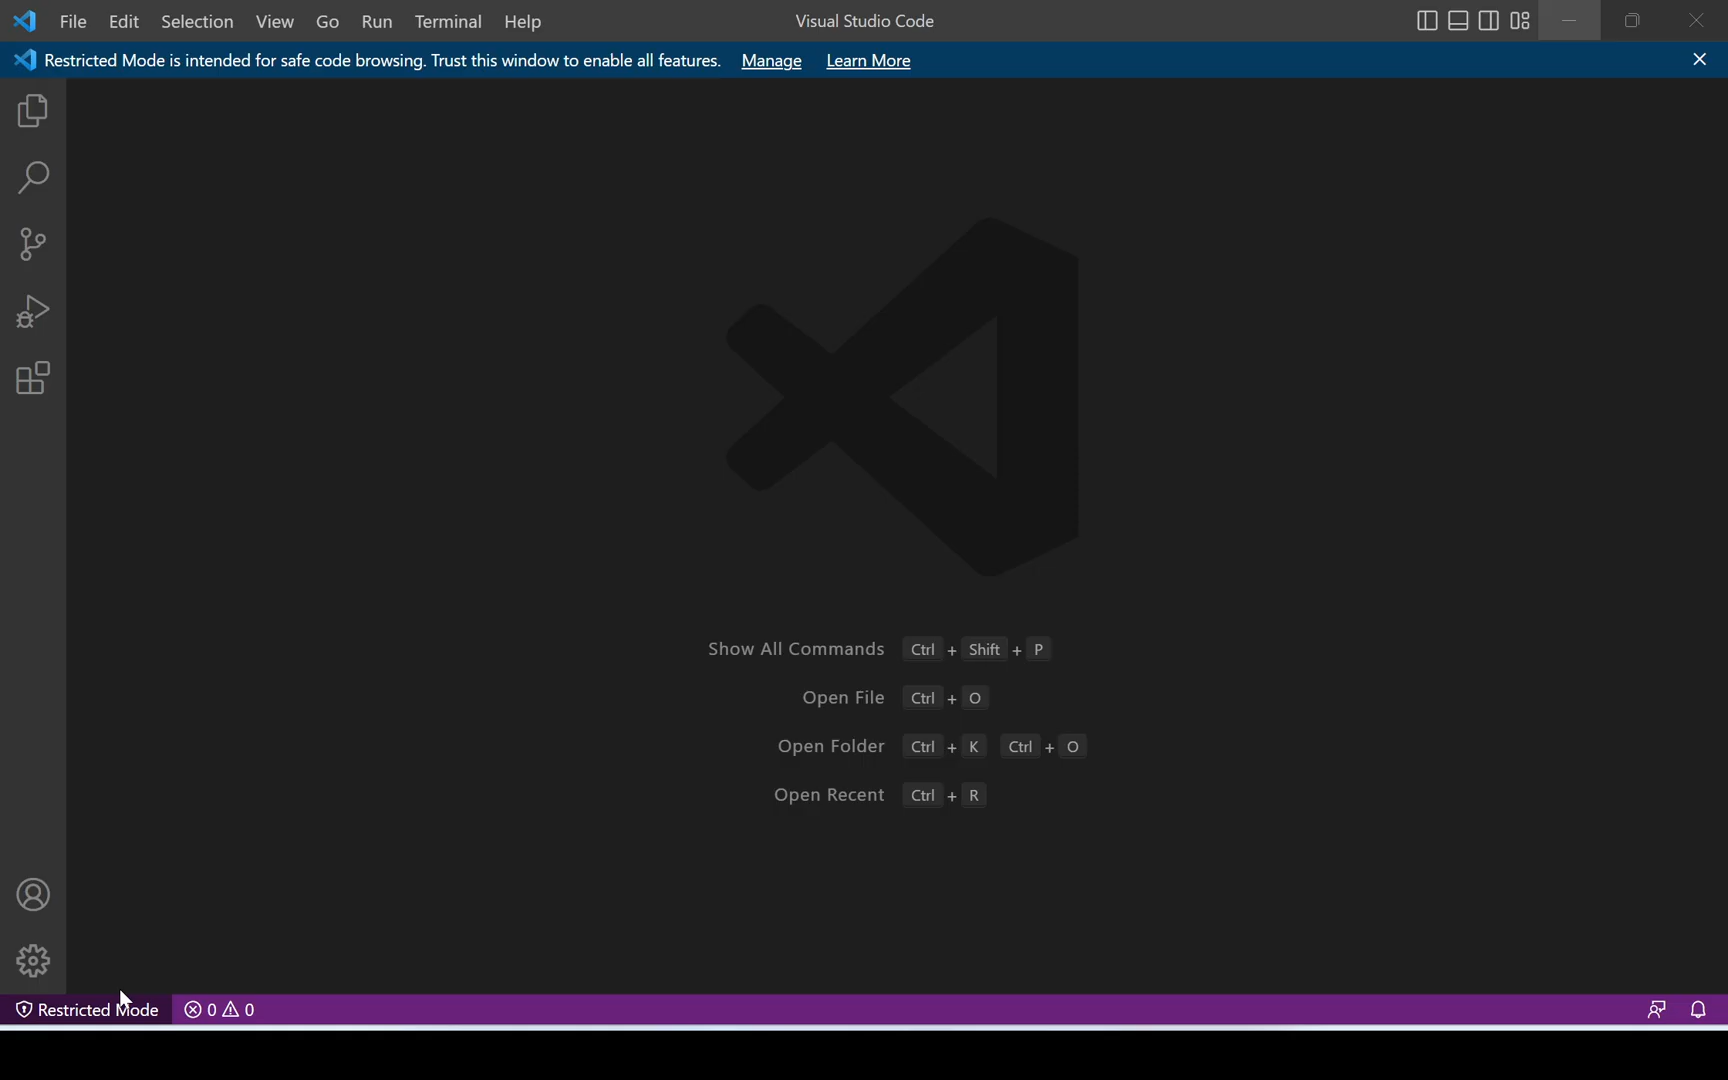 File Edit Selection View Go Run Terminal Help Visual Studio Code
Restricted Mode is intended for safe code browsing. Trust this window to enable all features. Manage Learn More
Show All Commands Ctrl + Shift + P
Open File Ctrl + O
Open Folder Ctrl + K Ctrl + O
Open Recent Ctrl + R
Restricted Mode 0 0